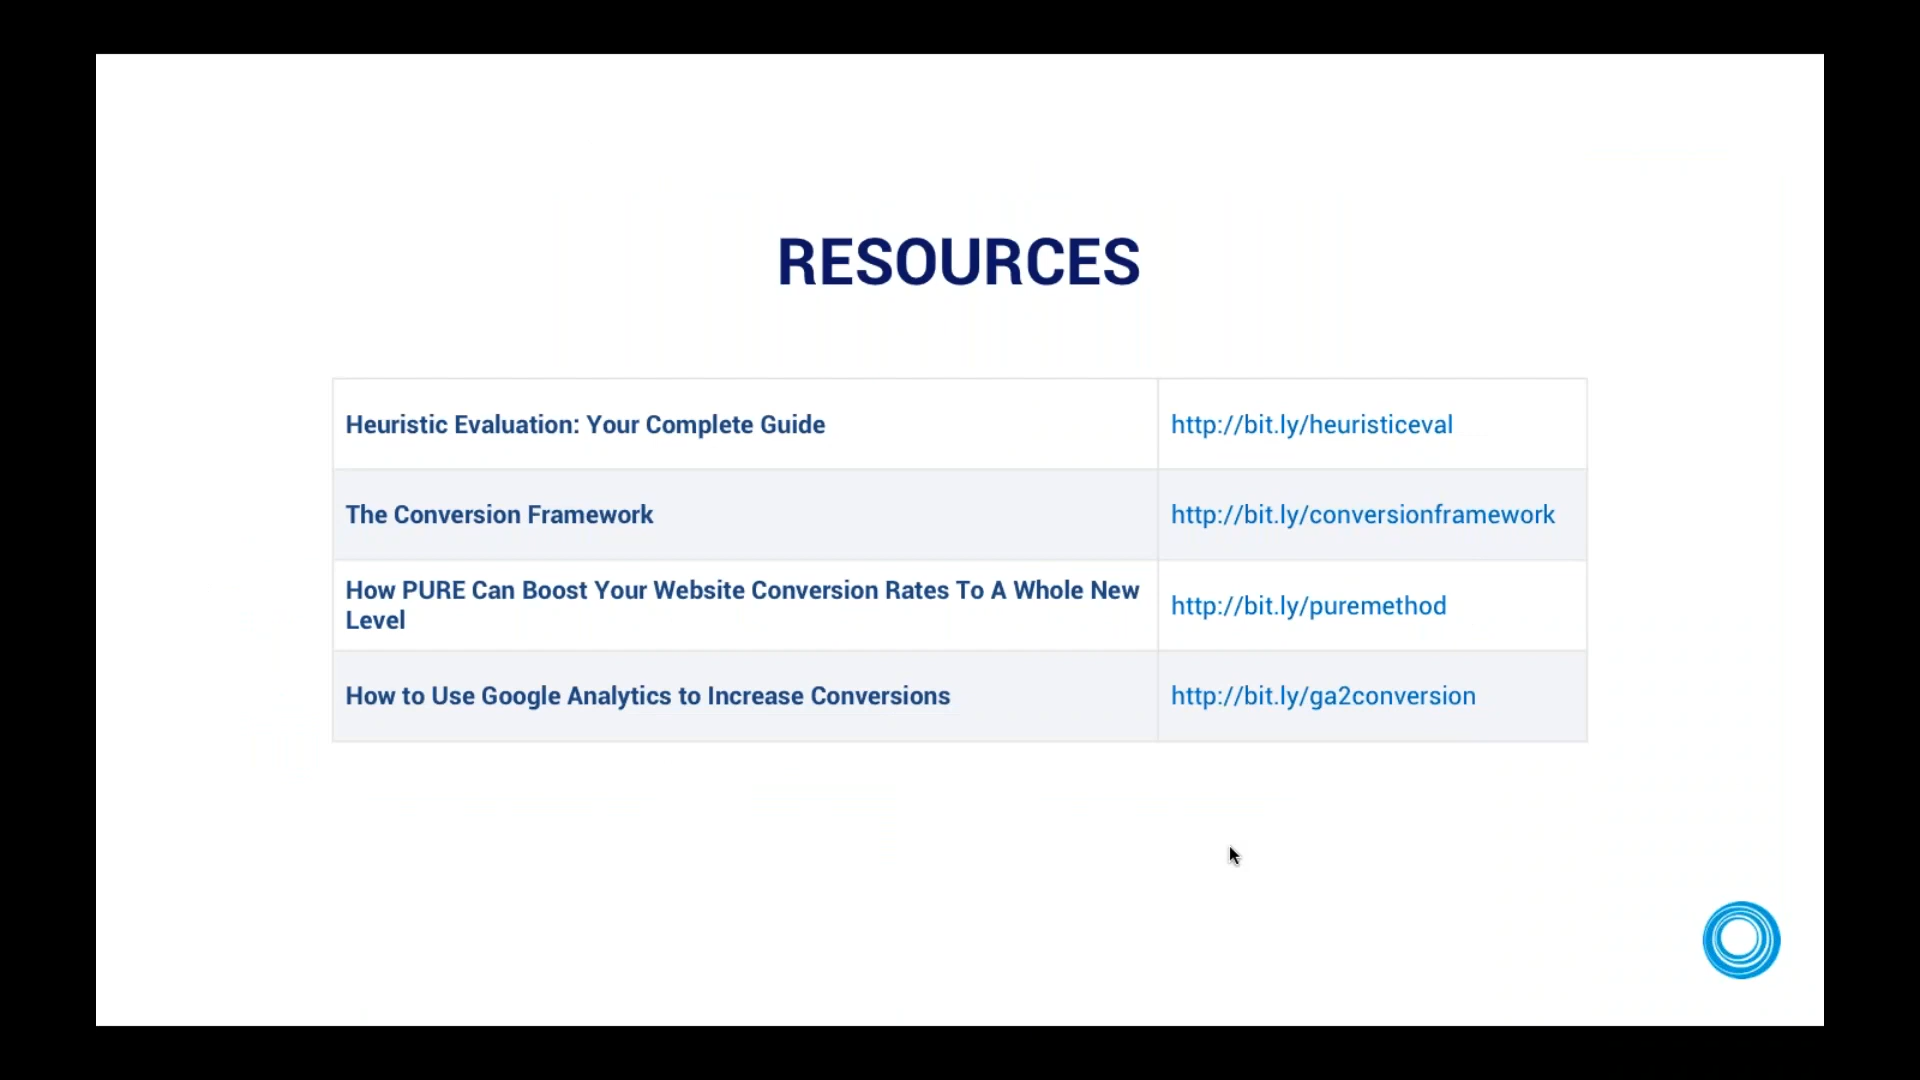 RESOURCES
Heuristic Evaluation: Your Complete Guide
http://bit.ly/heuristiceval
The Conversion Framework
http://bit.ly/conversionframework
How PURE Can Boost Your Website Conversion Rates To A Whole New
Level
http://bit.ly/puremethod
How to Use Google Analytics to Increase Conversions
http://bit.ly/ga2conversion